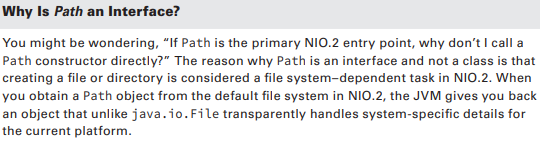 Why Is Path an Interface?
You might be wondering, “If Path is the primary NIO.2 entry point, why don’t I call a
Path constructor directly?” The reason why Path is an interface and not a class is that
creating a file or directory is considered a file system–dependent task in NIO.2. When
you obtain a Path object from the default file system in NIO.2, the JVM gives you back
an object that unlike java.io.File transparently handles system-specific details for
the current platform.